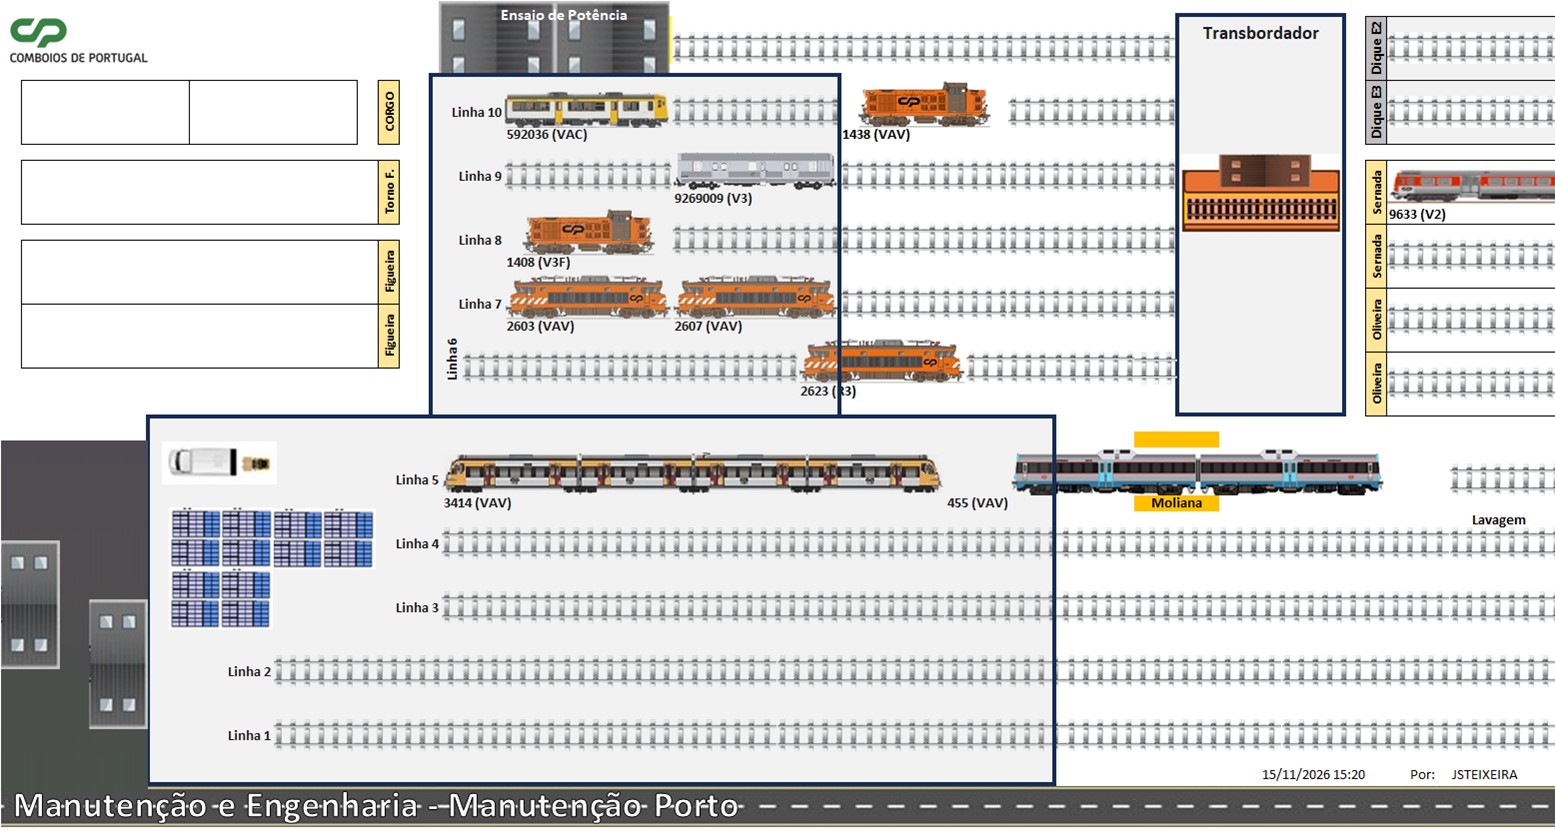 Ensaio de Potência
CP
COMBOIOS DE PORTUGAL
Transbordador
Dique E2
Dique E3
CORGO
Torno F.
Figueira
Figueira
Linha 10
592036 (VAC)
1438 (VAV)
Linha 9
9269009 (V3)
Linha 8
1408 (V3F)
Linha 7
2603 (VAV)
2607 (VAV)
Linha 6
2623 (R3)
Sernada
9633 (V2)
Sernada
Oliveira
Oliveira
Linha 5
3414 (VAV)
455 (VAV)
Moliana
Lavagem
Linha 4
Linha 3
Linha 2
Linha 1
15/11/2026 15:20 Por: JSTEIXEIRA
Manutenção e Engenharia - Manutenção Porto